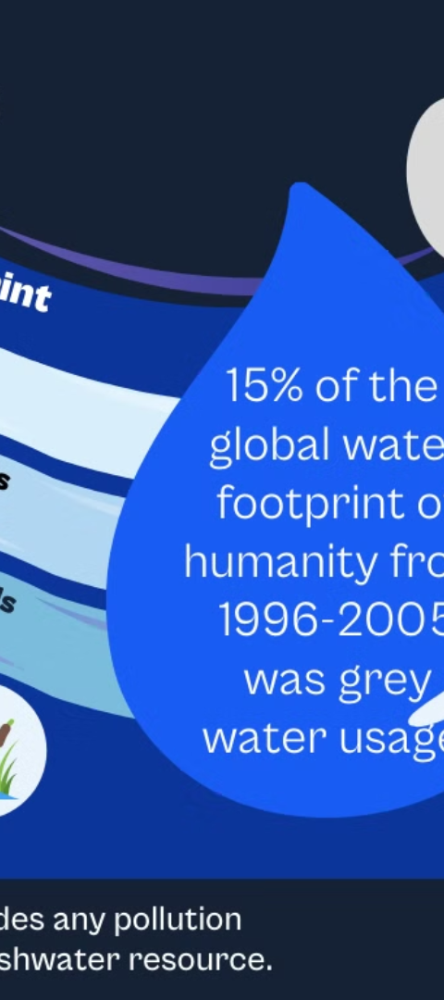 int
15% of the
global wate
footprint o
humanity fro
1996-2005
was grey
water usage
s
ls
des any pollution
shwater resource.